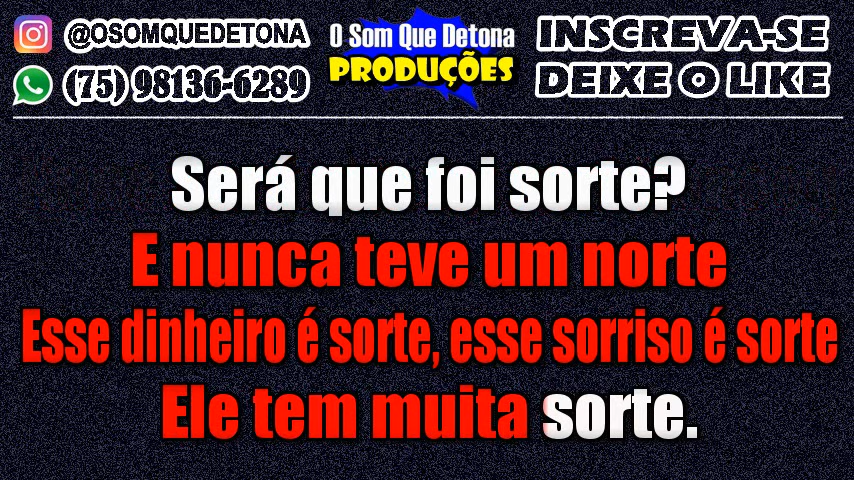 @OSOMQUEDETONA
(75) 98136-6289
O Som Que Detona
PRODUÇÕES
INSCREVA-SE
DEIXE O LIKE
Será que foi sorte?
E nunca teve um norte
Esse dinheiro é sorte, esse sorriso é sorte
Ele tem muita sorte.